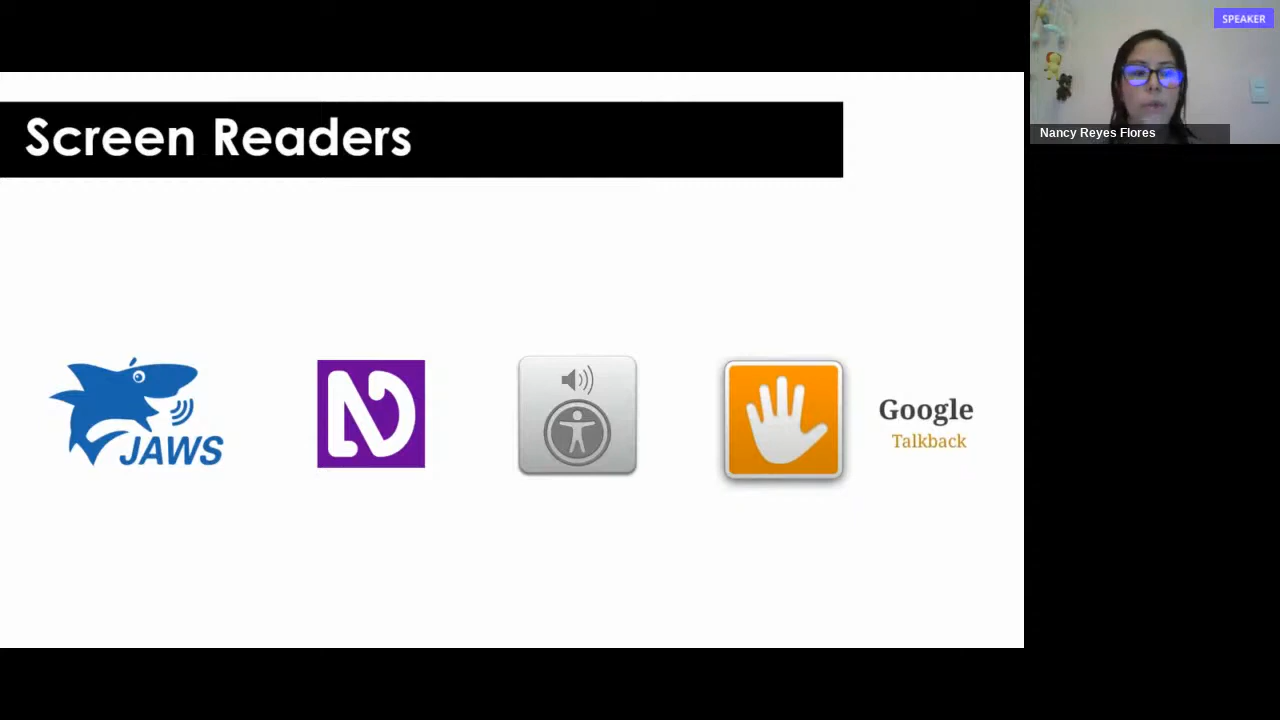 Screen Readers
JAWS
Google
Talkback
SPEAKER
Nancy Reyes Flores